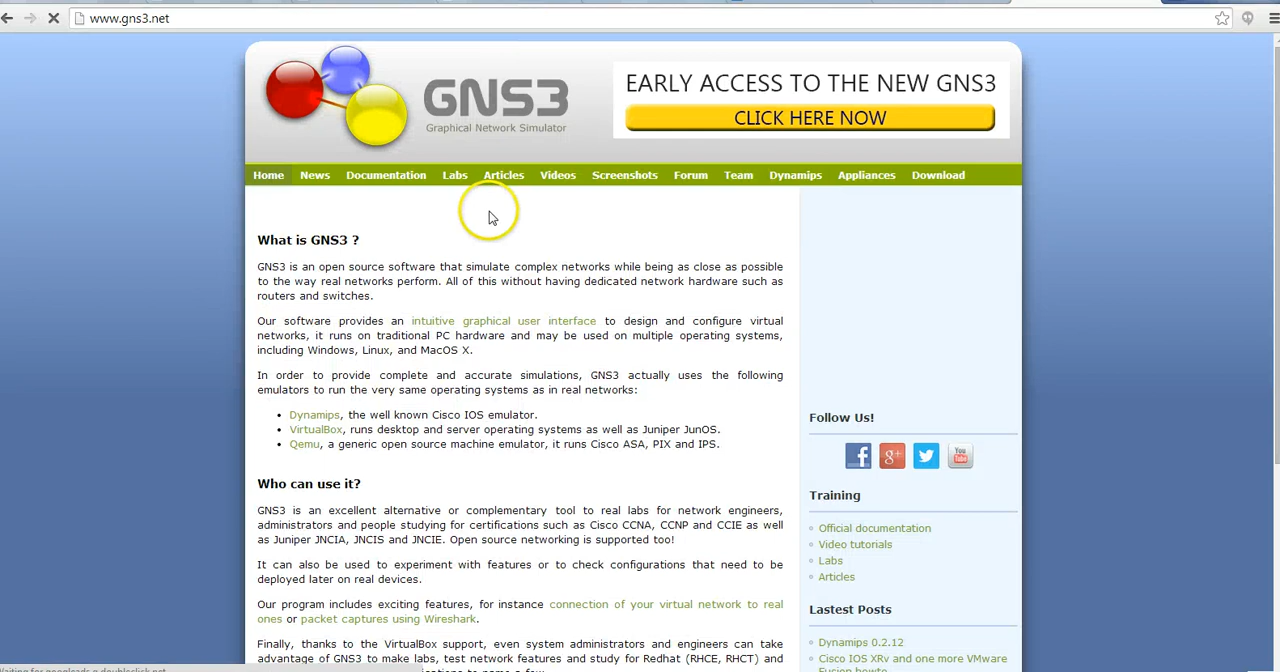 www.gns3.net
GNS3
Graphical Network Simulator
EARLY ACCESS TO THE NEW GNS3
CLICK HERE NOW
Home News Documentation Labs Articles Videos Screenshots Forum Team Dynamips Appliances Download
What is GNS3 ?
GNS3 is an open source software that simulate complex networks while being as close as possible
to the way real networks perform. All of this without having dedicated network hardware such as
routers and switches.
Our software provides an intuitive graphical user interface to design and configure virtual
networks, it runs on traditional PC hardware and may be used on multiple operating systems,
including Windows, Linux, and MacOS X.
In order to provide complete and accurate simulations, GNS3 actually uses the following
emulators to run the very same operating systems as in real networks:
• Dynamips, the well known Cisco IOS emulator.
• VirtualBox, runs desktop and server operating systems as well as Juniper JunOS.
• Qemu, a generic open source machine emulator, it runs Cisco ASA, PIX and IPS.
Who can use it?
GNS3 is an excellent alternative or complementary tool to real labs for network engineers,
administrators and people studying for certifications such as Cisco CCNA, CCNP and CCIE as well
as Juniper JNCIA, JNCIS and JNCIE. Open source networking is supported too!
It can also be used to experiment with features or to check configurations that need to be
deployed later on real devices.
Our program includes exciting features, for instance connection of your virtual network to real
ones or packet captures using Wireshark.
Finally, thanks to the VirtualBox support, even system administrators and engineers can take
advantage of GNS3 to make labs, test network features and study for Redhat (RHCE, RHCT) and
Follow Us!
You
Tube
Training
Official documentation
Video tutorials
Labs
Articles
Lastest Posts
Dynamips 0.2.12
Cisco IOS XRv and one more VMware
Fusion howto